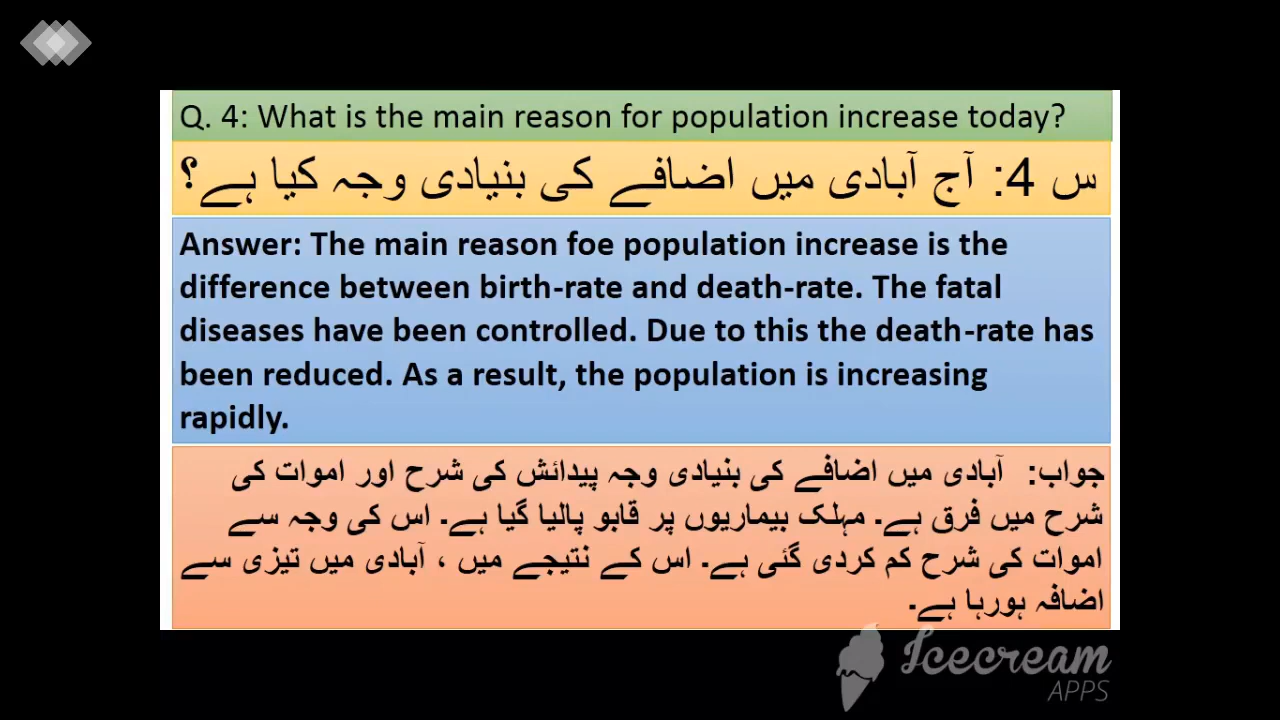 Q. 4: What is the main reason for population increase today?
س 4: آج آبادی میں اضافے کی بنیادی وجہ کیا ہے؟
Answer: The main reason foe population increase is the
difference between birth-rate and death-rate. The fatal
diseases have been controlled. Due to this the death-rate has
been reduced. As a result, the population is increasing
rapidly.
جواب: آبادی میں اضافے کی بنیادی وجہ پیدائش کی شرح اور اموات کی
شرح میں فرق ہے۔ مہلک بیماریوں پر قابو پالیا گیا ہے۔ اس کی وجہ سے
اموات کی شرح کم کردی گئی ہے۔ اس کے نتیجے میں ، آبادی میں تیزی سے
اضافہ ہورہا ہے۔
Icecream
APPS